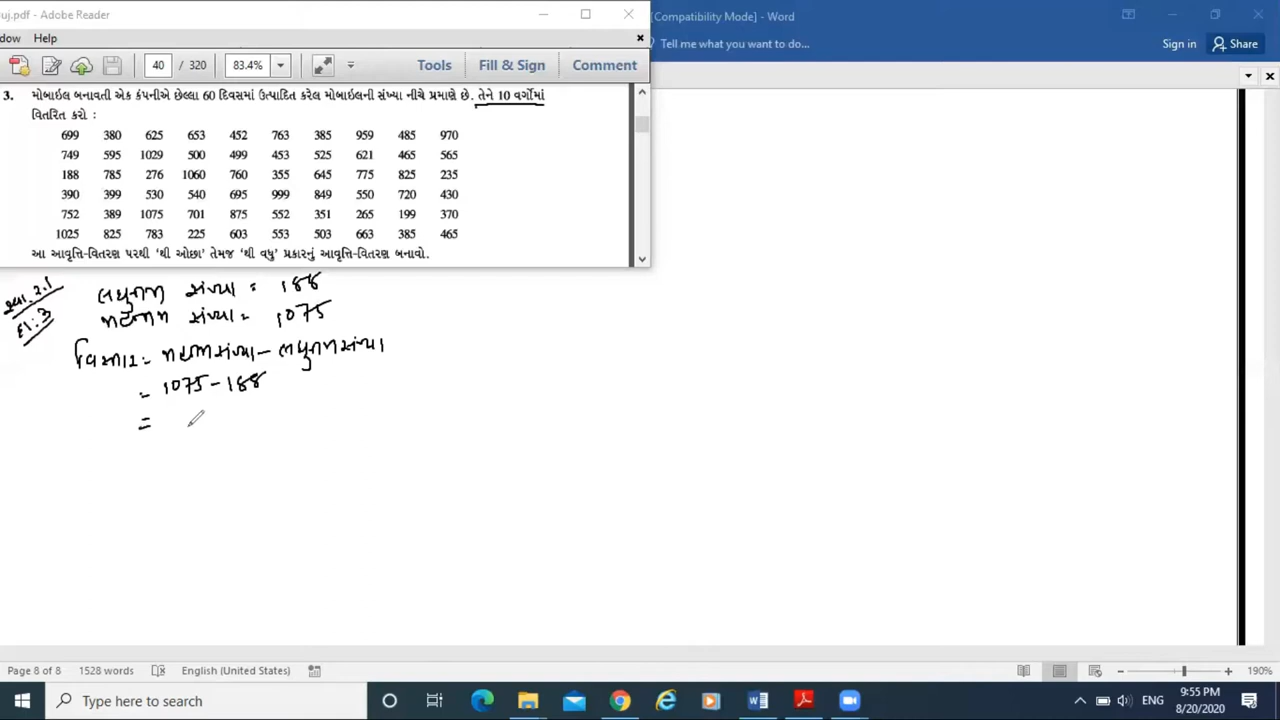 uj.pdf - Adobe Reader
[Compatibility Mode] - Word
dow Help
Tell me what you want to do...
Sign in Share
40 / 320 83.4%
Tools Fill & Sign Comment
3. મોબાઇલ બનાવતી એક કંપનીએ છેલ્લા 60 દિવસમાં ઉત્પાદિત કરેલ મોબાઇલની સંખ્યા નીચે પ્રમાણે છે. તેને 10 વર્ગોમાં
વિતરિત કરો :
699 380 625 653 452 763 385 959 485 970
749 595 1029 500 499 453 525 621 465 565
188 785 276 1060 760 355 645 775 825 235
390 399 530 540 695 999 849 550 720 430
752 389 1075 701 875 552 351 265 199 370
1025 825 783 225 603 553 503 663 385 465
આ આવૃત્તિ-વિતરણ પરથી 'થી ઓછા' તેમજ 'થી વધુ' પ્રકારનું આવૃત્તિ-વિતરણ બનાવો.
સ્વા. 2.1
દા. 3
લઘુતમ સંખ્યા = 188
મહત્તમ સંખ્યા = 1075
વિસ્તાર = મહત્તમ સંખ્યા - લઘુતમ સંખ્યા
= 1075 - 188
=
Page 8 of 8 1528 words English (United States) 190%
Type here to search
ENG
9:55 PM
8/20/2020